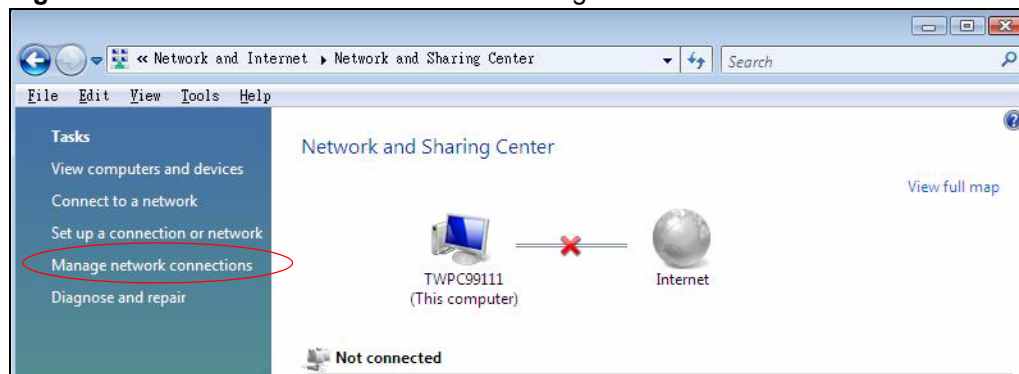 « Network and Internet ▸ Network and Sharing Center
Search
File Edit View Tools Help
Tasks
View computers and devices
Connect to a network
Set up a connection or network
Manage network connections
Diagnose and repair
Network and Sharing Center
View full map
TWPC99111
(This computer)
Internet
Not connected